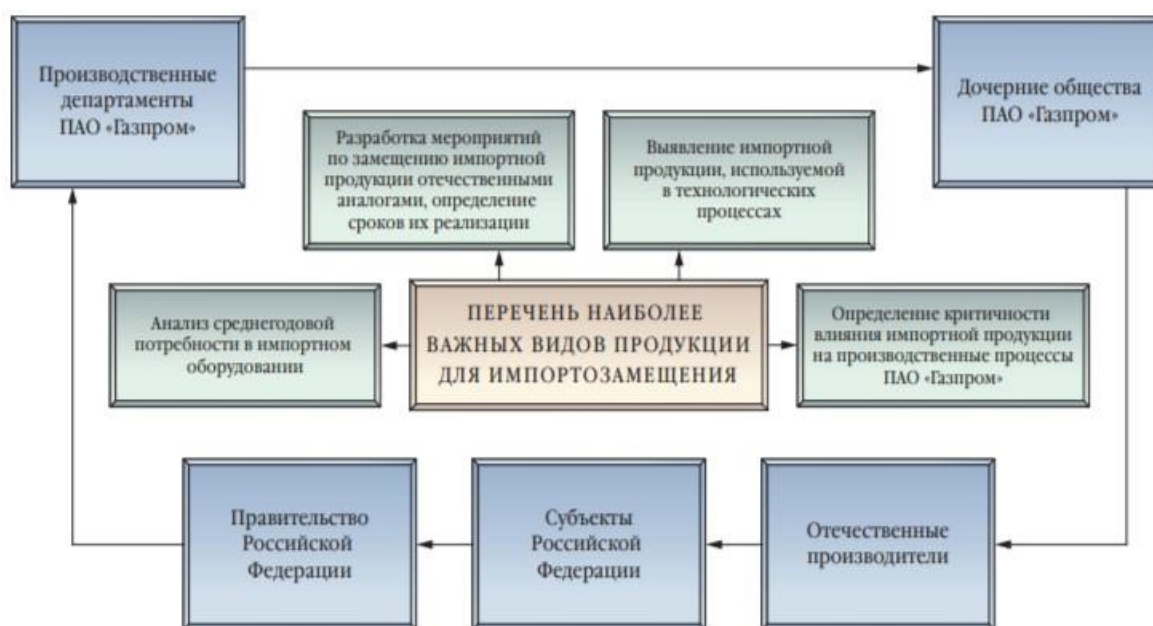 Производственные
департаменты
ПАО «Газпром»
Дочерние общества
ПАО «Газпром»
Разработка мероприятий
по замещению импортной
продукции отечественными
аналогами, определение
сроков их реализации
Выявление импортной
продукции, используемой
в технологических
процессах
Анализ среднегодовой
потребности в импортном
оборудовании
ПЕРЕЧЕНЬ НАИБОЛЕЕ
ВАЖНЫХ ВИДОВ ПРОДУКЦИИ
ДЛЯ ИМПОРТОЗАМЕЩЕНИЯ
Определение критичности
влияния импортной продукции
на производственные процессы
ПАО «Газпром»
Правительство
Российской
Федерации
Субъекты
Российской
Федерации
Отечественные
производители